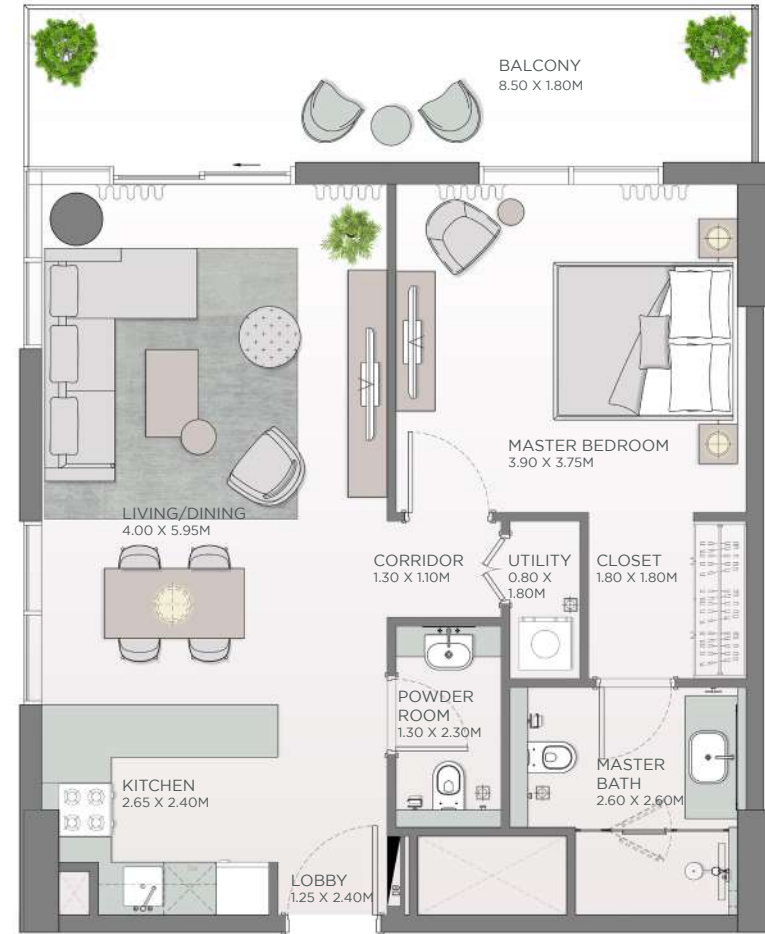 BALCONY
8.50 X 1.80M
MASTER BEDROOM
3.90 X 3.75M
LIVING/DINING
4.00 X 5.95M
CORRIDOR
1.30 X 1.10M
UTILITY
0.80 X
1.80M
CLOSET
1.80 X 1.80M
POWDER
ROOM
1.30 X 2.30M
MASTER
BATH
2.60 X 2.60M
KITCHEN
2.65 X 2.40M
LOBBY
1.25 X 2.40M
DB